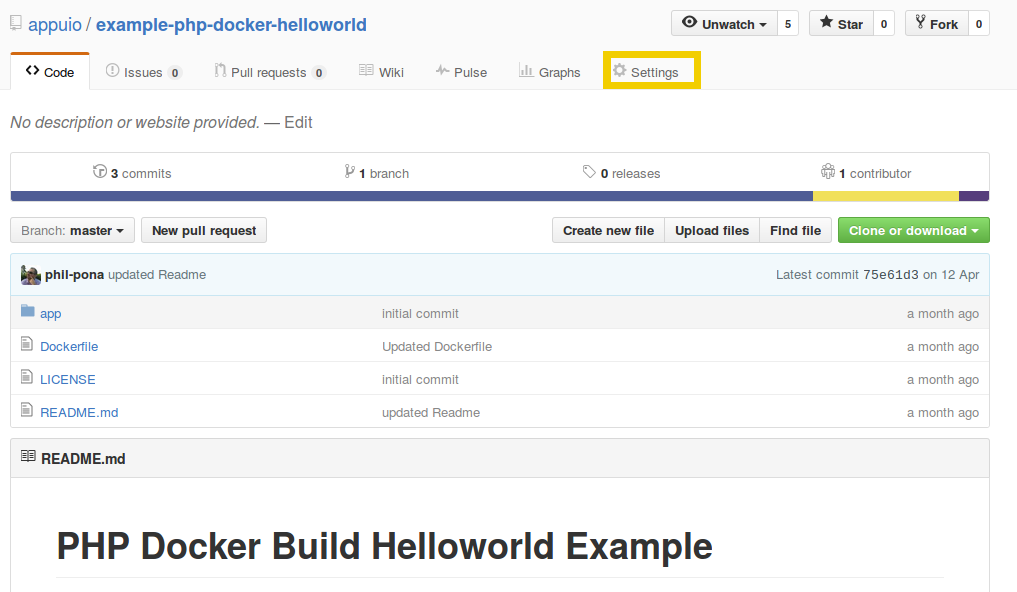 appuio / example-php-docker-helloworld Unwatch 5 Star 0 Fork 0
Code Issues 0 Pull requests 0 Wiki Pulse Graphs Settings
No description or website provided. — Edit
3 commits 1 branch 0 releases 1 contributor
Branch: master New pull request Create new file Upload files Find file Clone or download
phil-pona updated Readme Latest commit 75e61d3 on 12 Apr
app initial commit a month ago
Dockerfile Updated Dockerfile a month ago
LICENSE initial commit a month ago
README.md updated Readme a month ago
README.md
PHP Docker Build Helloworld Example